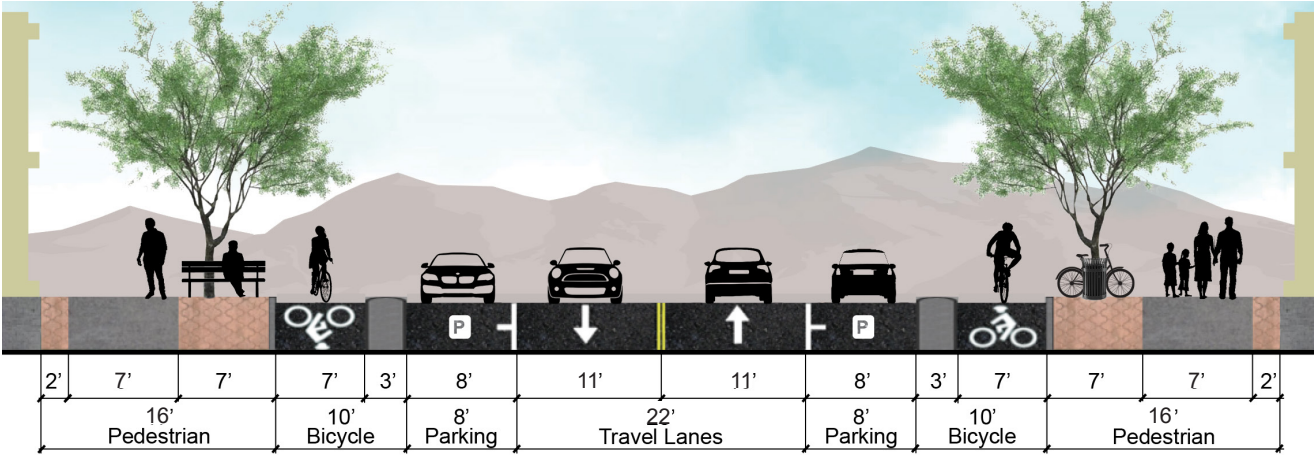 P
P
2’ 7’ 7’ 7’ 3’ 8’ 11’ 11’ 8’ 3’ 7’ 7’ 7’ 2’
16’ 10’ 8’ 22’ 8’ 10’ 16’
Pedestrian Bicycle Parking Travel Lanes Parking Bicycle Pedestrian